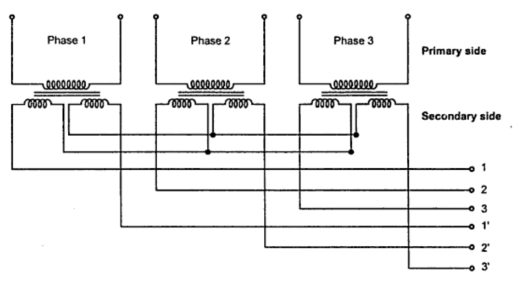 Phase 1
Phase 2
Phase 3
Primary side
Secondary side
1
2
3
1'
2'
3'